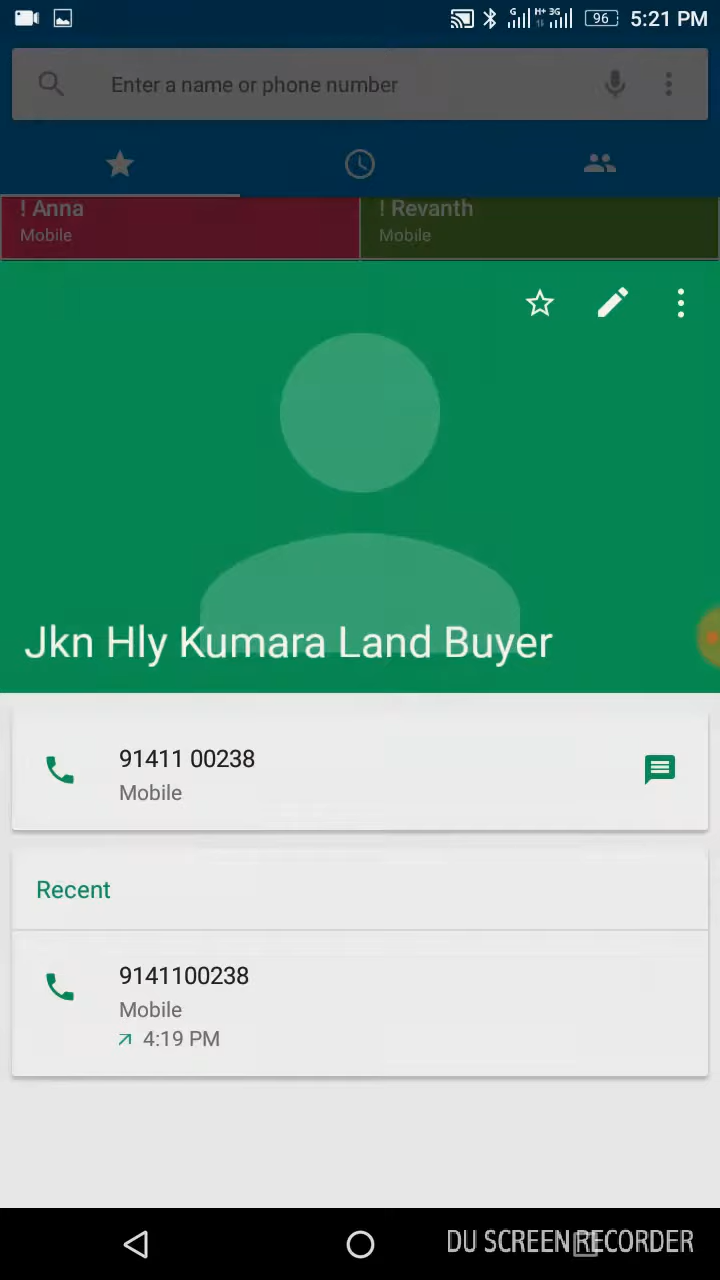 G H+ 3G 96 5:21 PM
Enter a name or phone number
! Anna ! Revanth
Mobile Mobile
Jkn Hly Kumara Land Buyer
91411 00238
Mobile
Recent
9141100238
Mobile
4:19 PM
DU SCREEN RECORDER